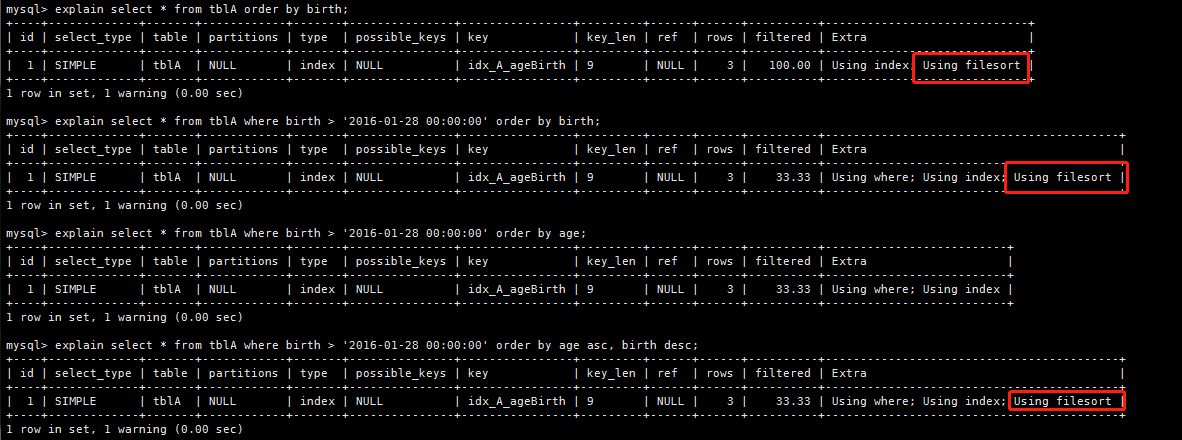 mysql> explain select * from tblA order by birth;
+----+-------------+-------+------------+-------+---------------+----------------+---------+------+------+----------+-----------------------------+
| id | select_type | table | partitions | type | possible_keys | key | key_len | ref | rows | filtered | Extra |
+----+-------------+-------+------------+-------+---------------+----------------+---------+------+------+----------+-----------------------------+
| 1 | SIMPLE | tblA | NULL | index | NULL | idx_A_ageBirth | 9 | NULL | 3 | 100.00 | Using index; Using filesort |
+----+-------------+-------+------------+-------+---------------+----------------+---------+------+------+----------+-----------------------------+
1 row in set, 1 warning (0.00 sec)
mysql> explain select * from tblA where birth > '2016-01-28 00:00:00' order by birth;
+----+-------------+-------+------------+-------+---------------+----------------+---------+------+------+----------+------------------------------------------+
| id | select_type | table | partitions | type | possible_keys | key | key_len | ref | rows | filtered | Extra |
+----+-------------+-------+------------+-------+---------------+----------------+---------+------+------+----------+------------------------------------------+
| 1 | SIMPLE | tblA | NULL | index | NULL | idx_A_ageBirth | 9 | NULL | 3 | 33.33 | Using where; Using index; Using filesort |
+----+-------------+-------+------------+-------+---------------+----------------+---------+------+------+----------+------------------------------------------+
1 row in set, 1 warning (0.00 sec)
mysql> explain select * from tblA where birth > '2016-01-28 00:00:00' order by age;
+----+-------------+-------+------------+-------+---------------+----------------+---------+------+------+----------+--------------------------+
| id | select_type | table | partitions | type | possible_keys | key | key_len | ref | rows | filtered | Extra |
+----+-------------+-------+------------+-------+---------------+----------------+---------+------+------+----------+--------------------------+
| 1 | SIMPLE | tblA | NULL | index | NULL | idx_A_ageBirth | 9 | NULL | 3 | 33.33 | Using where; Using index |
+----+-------------+-------+------------+-------+---------------+----------------+---------+------+------+----------+--------------------------+
1 row in set, 1 warning (0.00 sec)
mysql> explain select * from tblA where birth > '2016-01-28 00:00:00' order by age asc, birth desc;
+----+-------------+-------+------------+-------+---------------+----------------+---------+------+------+----------+------------------------------------------+
| id | select_type | table | partitions | type | possible_keys | key | key_len | ref | rows | filtered | Extra |
+----+-------------+-------+------------+-------+---------------+----------------+---------+------+------+----------+------------------------------------------+
| 1 | SIMPLE | tblA | NULL | index | NULL | idx_A_ageBirth | 9 | NULL | 3 | 33.33 | Using where; Using index; Using filesort |
+----+-------------+-------+------------+-------+---------------+----------------+---------+------+------+----------+------------------------------------------+
1 row in set, 1 warning (0.00 sec)